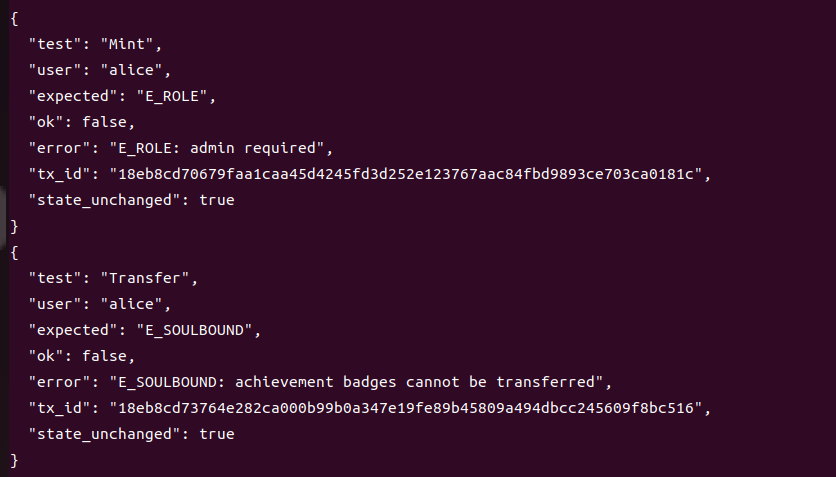 {
  "test": "Mint",
  "user": "alice",
  "expected": "E_ROLE",
  "ok": false,
  "error": "E_ROLE: admin required",
  "tx_id": "18eb8cd70679faa1caa45d4245fd3d252e123767aac84fbd9893ce703ca0181c",
  "state_unchanged": true
}
{
  "test": "Transfer",
  "user": "alice",
  "expected": "E_SOULBOUND",
  "ok": false,
  "error": "E_SOULBOUND: achievement badges cannot be transferred",
  "tx_id": "18eb8cd73764e282ca000b99b0a347e19fe89b45809a494dbcc245609f8bc516",
  "state_unchanged": true
}